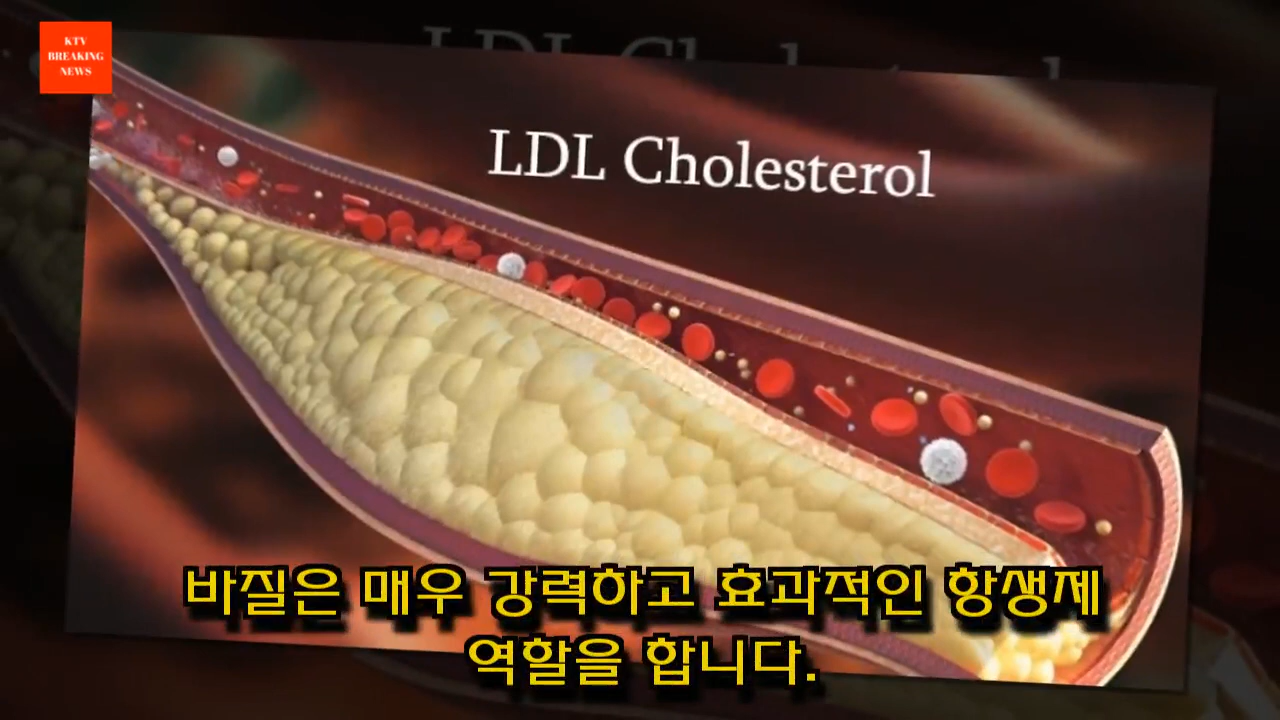 KTV
BREAKING
NEWS
LDL Cholesterol
바질은 매우 강력하고 효과적인 항생제
역할을 합니다.